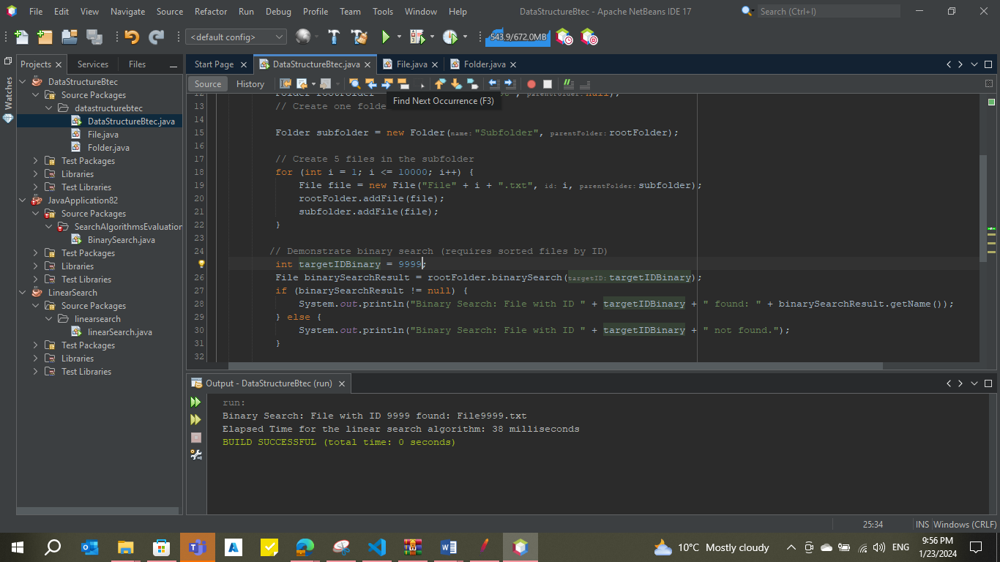 File Edit View Navigate Source Refactor Run Debug Profile Team Tools Window Help
DataStructureBtec - Apache NetBeans IDE 17
Search (Ctrl+I)
<default config>
543.9/672.0MB
Projects Services Files
Watches
DataStructureBtec
Source Packages
datastructurebtec
DataStructureBtec.java
File.java
Folder.java
Test Packages
Libraries
Test Libraries
JavaApplication82
Source Packages
SearchAlgorithmsEvaluation
BinarySearch.java
Test Packages
Libraries
Test Libraries
LinearSearch
Source Packages
linearsearch
linearSearch.java
Test Packages
Libraries
Test Libraries
Start Page DataStructureBtec.java File.java Folder.java
Source History
Find Next Occurrence (F3)
12 Folder rootFolder parentFolder: null);
13 // Create one folde
14
15 Folder subfolder = new Folder(name: "Subfolder", parentFolder: rootFolder);
16
17 // Create 5 files in the subfolder
18 for (int i = 1; i <= 10000; i++) {
19 File file = new File("File" + i + ".txt", id: i, parentFolder: subfolder);
20 rootFolder.addFile(file);
21 subfolder.addFile(file);
22 }
23
24 // Demonstrate binary search (requires sorted files by ID)
int targetIDBinary = 9999;
26 File binarySearchResult = rootFolder.binarySearch(targetID: targetIDBinary);
27 if (binarySearchResult != null) {
28 System.out.println("Binary Search: File with ID " + targetIDBinary + " found: " + binarySearchResult.getName());
29 } else {
30 System.out.println("Binary Search: File with ID " + targetIDBinary + " not found.");
31 }
32
Output - DataStructureBtec (run)
run:
Binary Search: File with ID 9999 found: File9999.txt
Elapsed Time for the linear search algorithm: 38 milliseconds
BUILD SUCCESSFUL (total time: 0 seconds)
25:34 INS Windows (CRLF)
10°C Mostly cloudy ENG 9:56 PM
1/23/2024